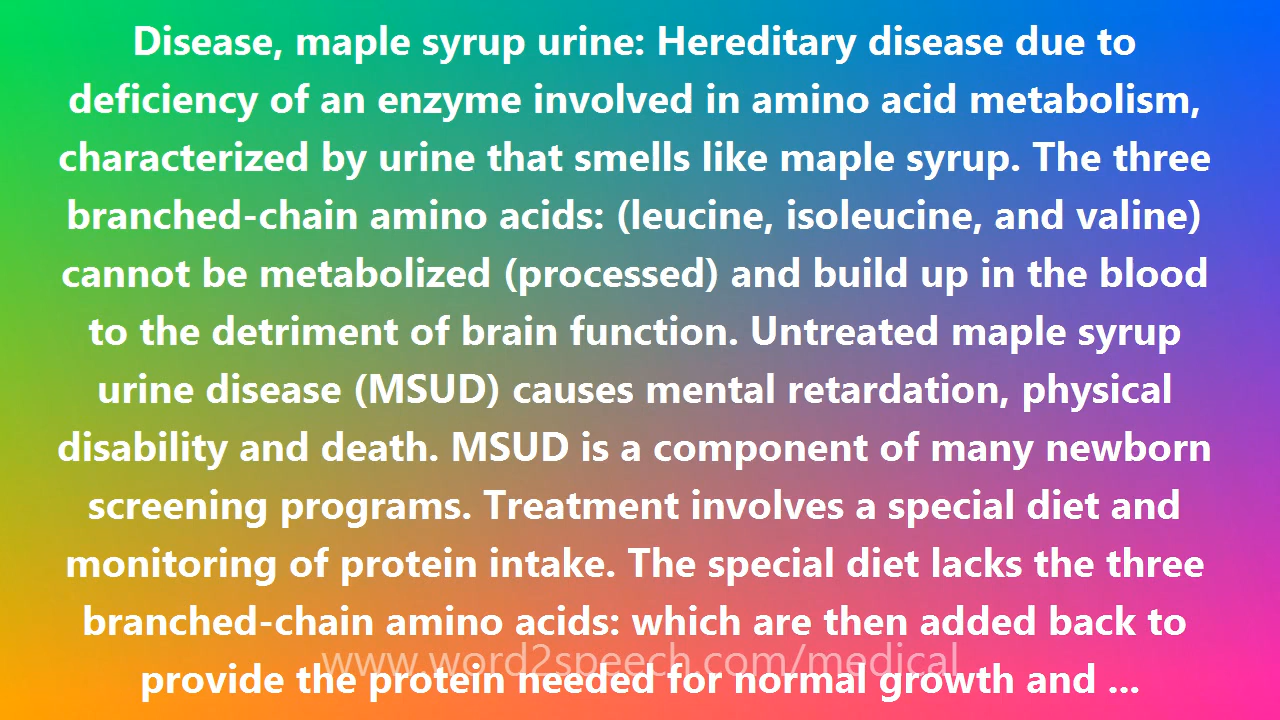 Disease, maple syrup urine: Hereditary disease due to
deficiency of an enzyme involved in amino acid metabolism,
characterized by urine that smells like maple syrup. The three
branched-chain amino acids: (leucine, isoleucine, and valine)
cannot be metabolized (processed) and build up in the blood
to the detriment of brain function. Untreated maple syrup
urine disease (MSUD) causes mental retardation, physical
disability and death. MSUD is a component of many newborn
screening programs. Treatment involves a special diet and
monitoring of protein intake. The special diet lacks the three
branched-chain amino acids: which are then added back to
www.word2speech.com/medical
provide the protein needed for normal growth and ...